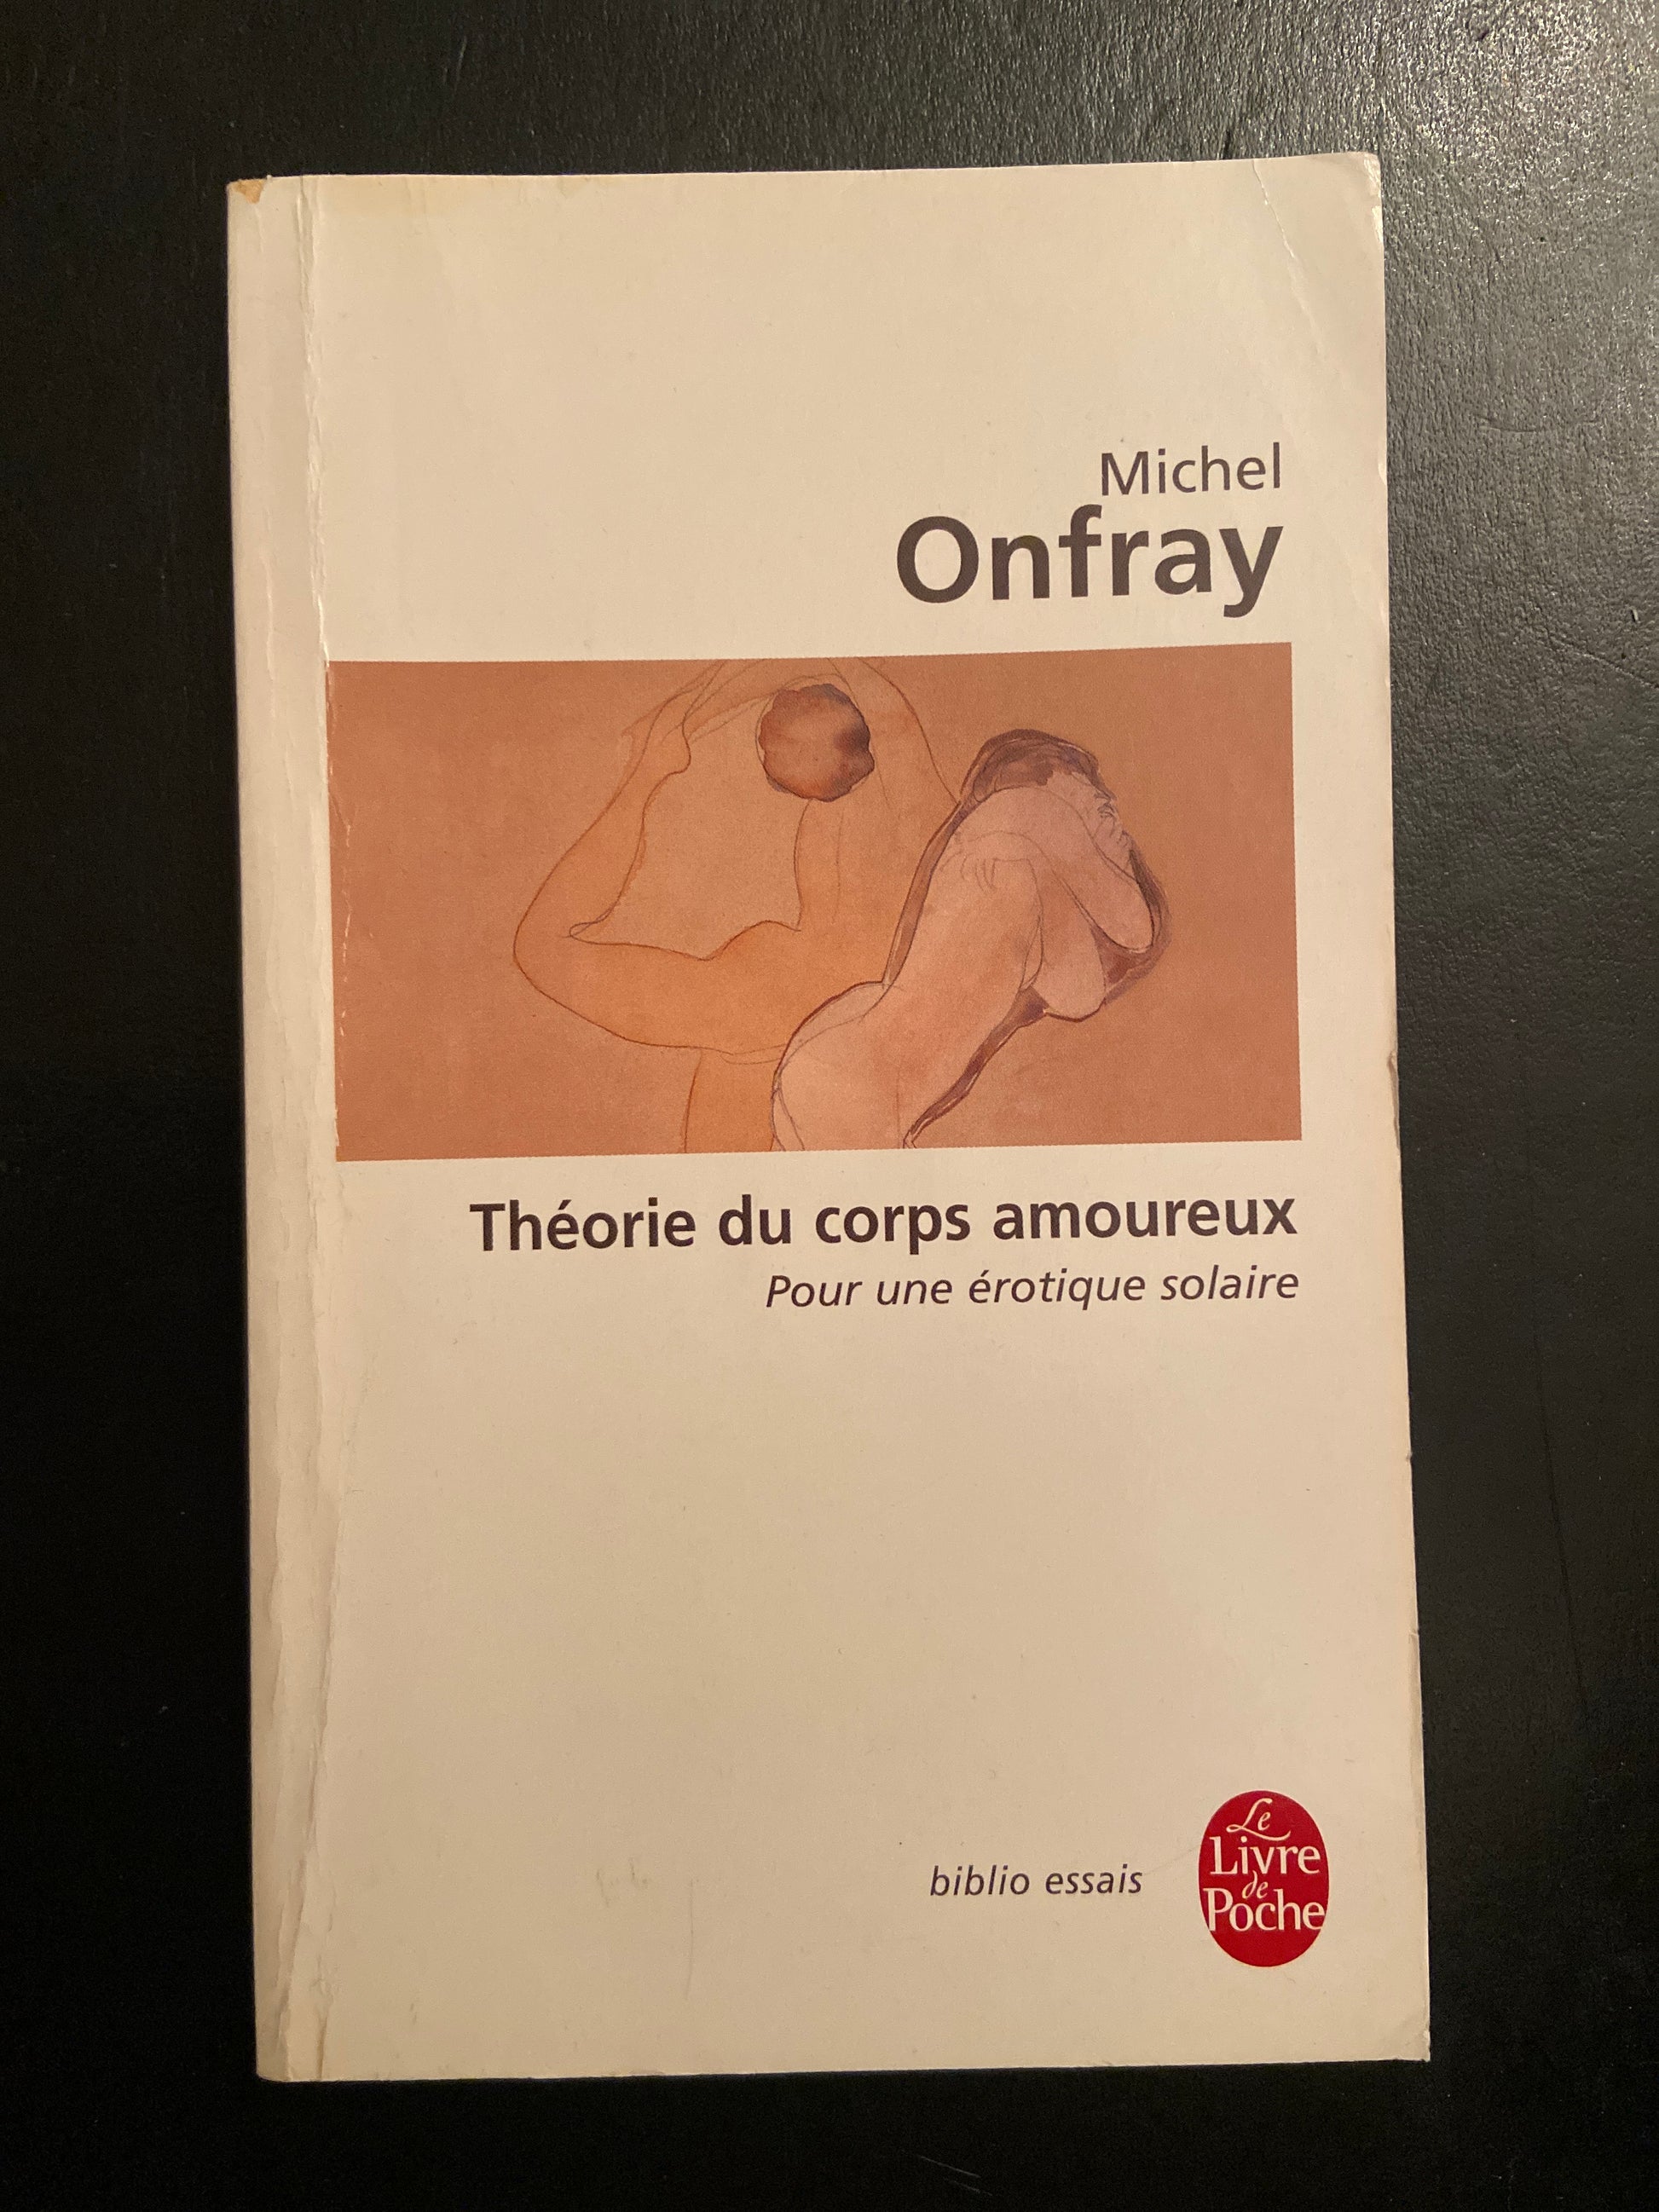 Michel
Onfray
Théorie du corps amoureux
Pour une érotique solaire
biblio essais
Le
Livre
de
Poche